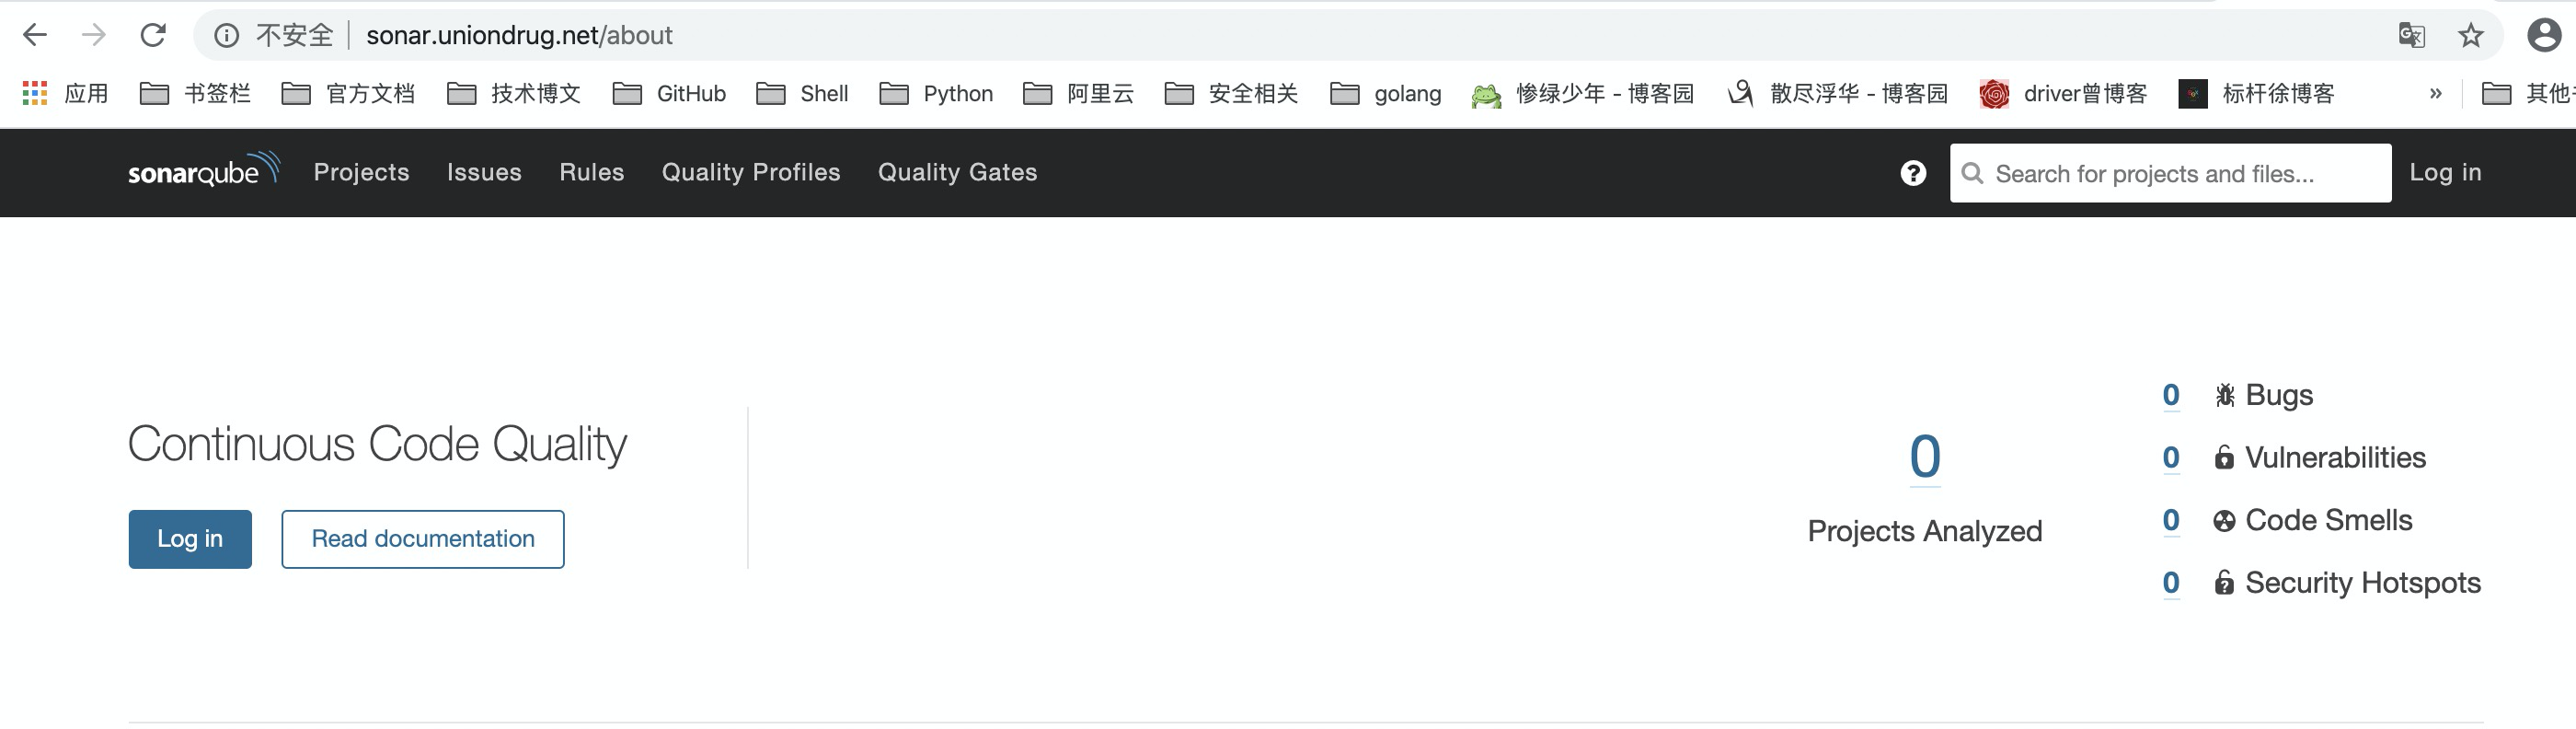 不安全 sonar.uniondrug.net/about
应用 书签栏 官方文档 技术博文 GitHub Shell Python 阿里云 安全相关 golang 惨绿少年 - 博客园 散尽浮华 - 博客园 driver曾博客 标杆徐博客 » 其他
sonarqube Projects Issues Rules Quality Profiles Quality Gates ? Search for projects and files... Log in
Continuous Code Quality
Log in Read documentation
0
Projects Analyzed
0 Bugs
0 Vulnerabilities
0 Code Smells
0 Security Hotspots